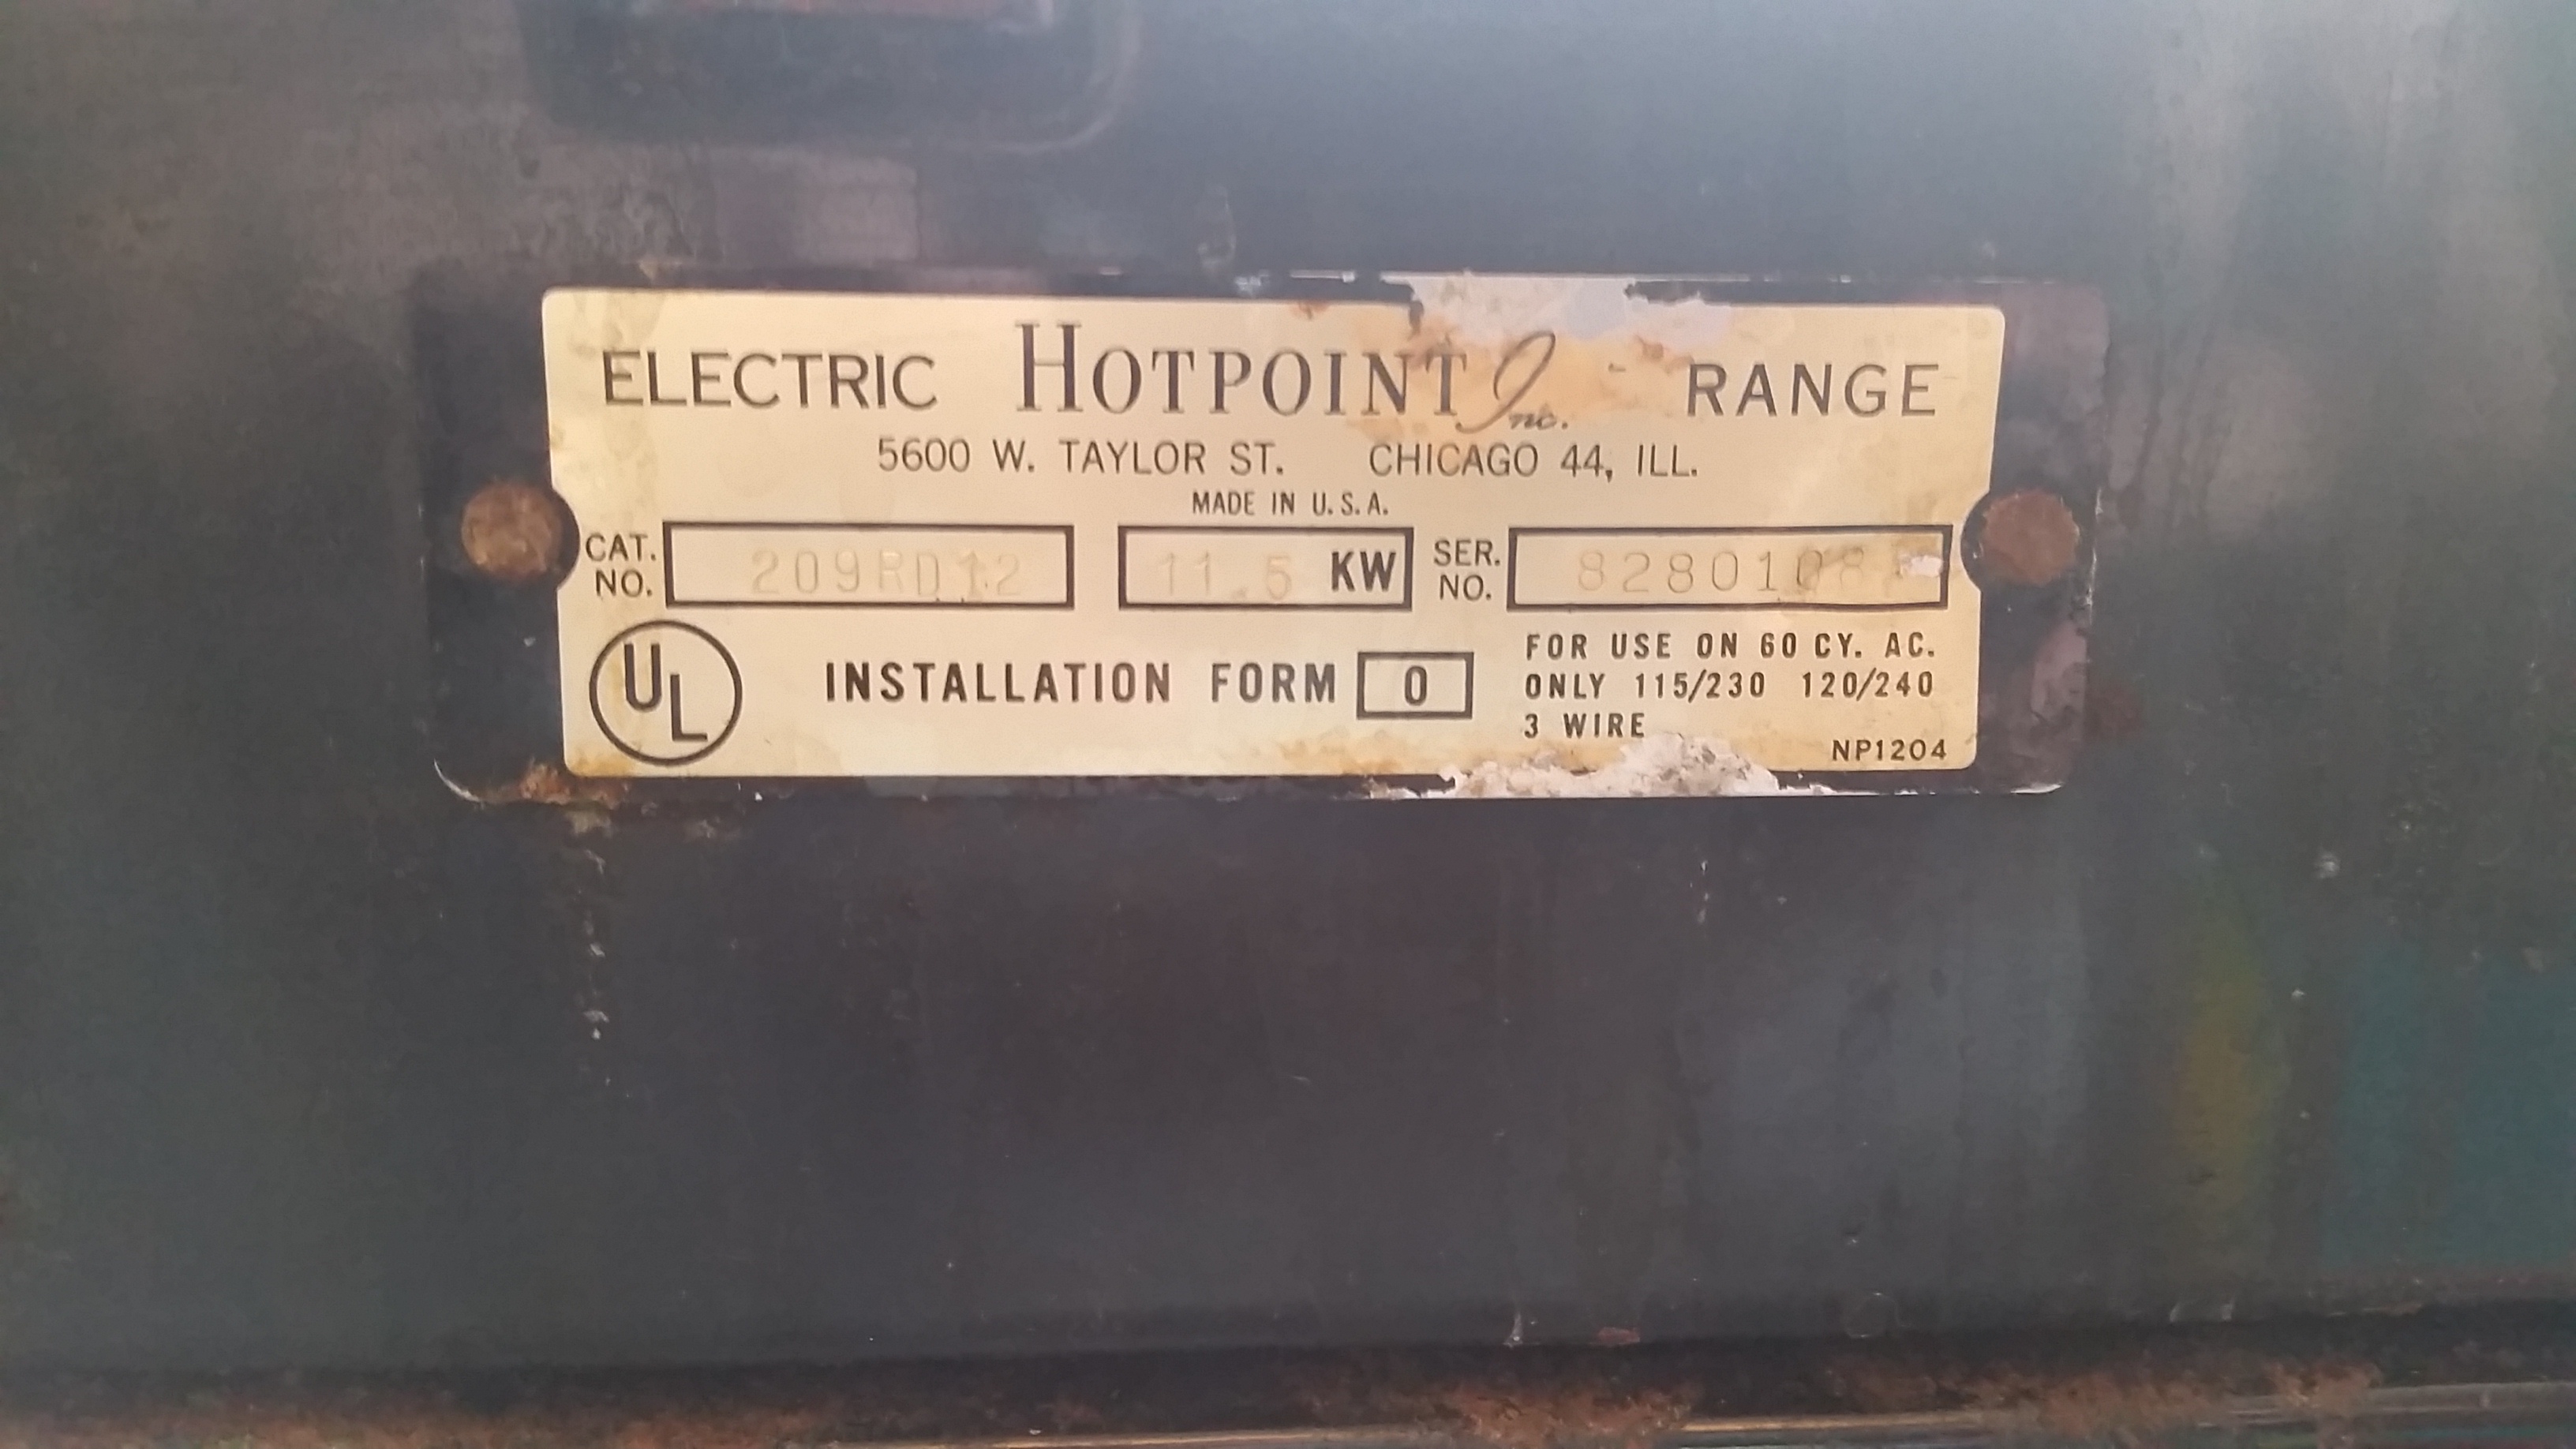 ELECTRIC HOTPOINT Inc. RANGE
5600 W. TAYLOR ST. CHICAGO 44, ILL.
MADE IN U.S.A.
CAT. NO. 209RD12 11.5 KW SER. NO.
UL INSTALLATION FORM 0
FOR USE ON 60 CY. AC.
ONLY 115/230 120/240
3 WIRE
NP1204